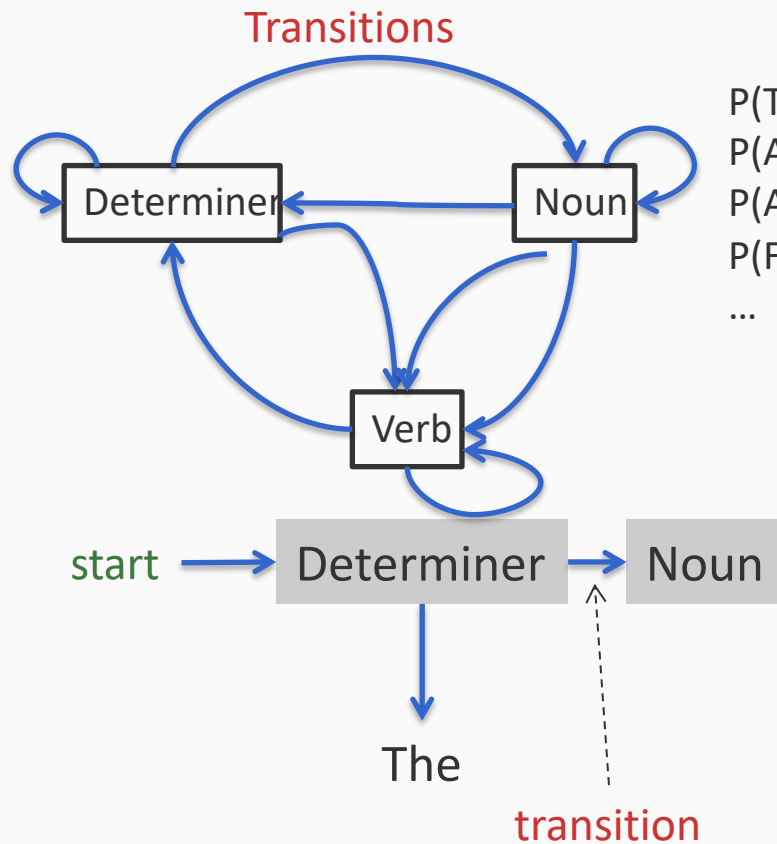 Transitions
P(T
P(A
P(A
P(F
...
Determiner
Noun
Verb
start
Determiner
Noun
The
transition